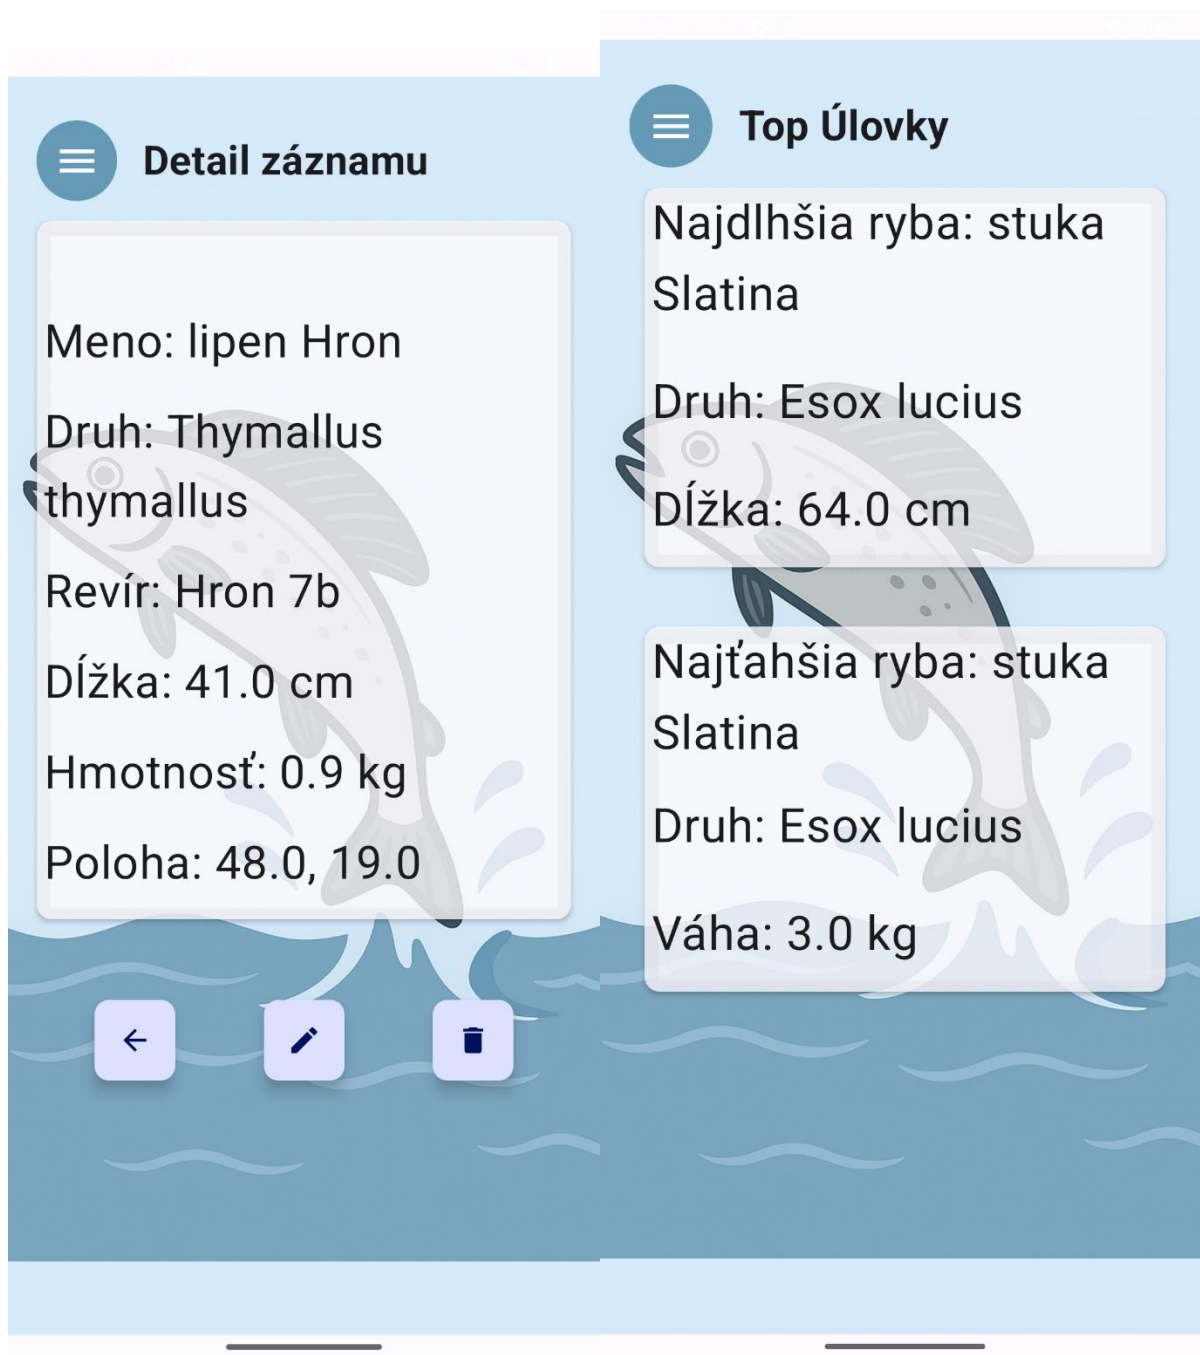 Detail záznamu
Meno: lipen Hron
Druh: Thymallus
thymallus
Revír: Hron 7b
Dĺžka: 41.0 cm
Hmotnosť: 0.9 kg
Poloha: 48.0, 19.0
Top Úlovky
Najdlhšia ryba: stuka
Slatina
Druh: Esox lucius
Dĺžka: 64.0 cm
Najťahšia ryba: stuka
Slatina
Druh: Esox lucius
Váha: 3.0 kg